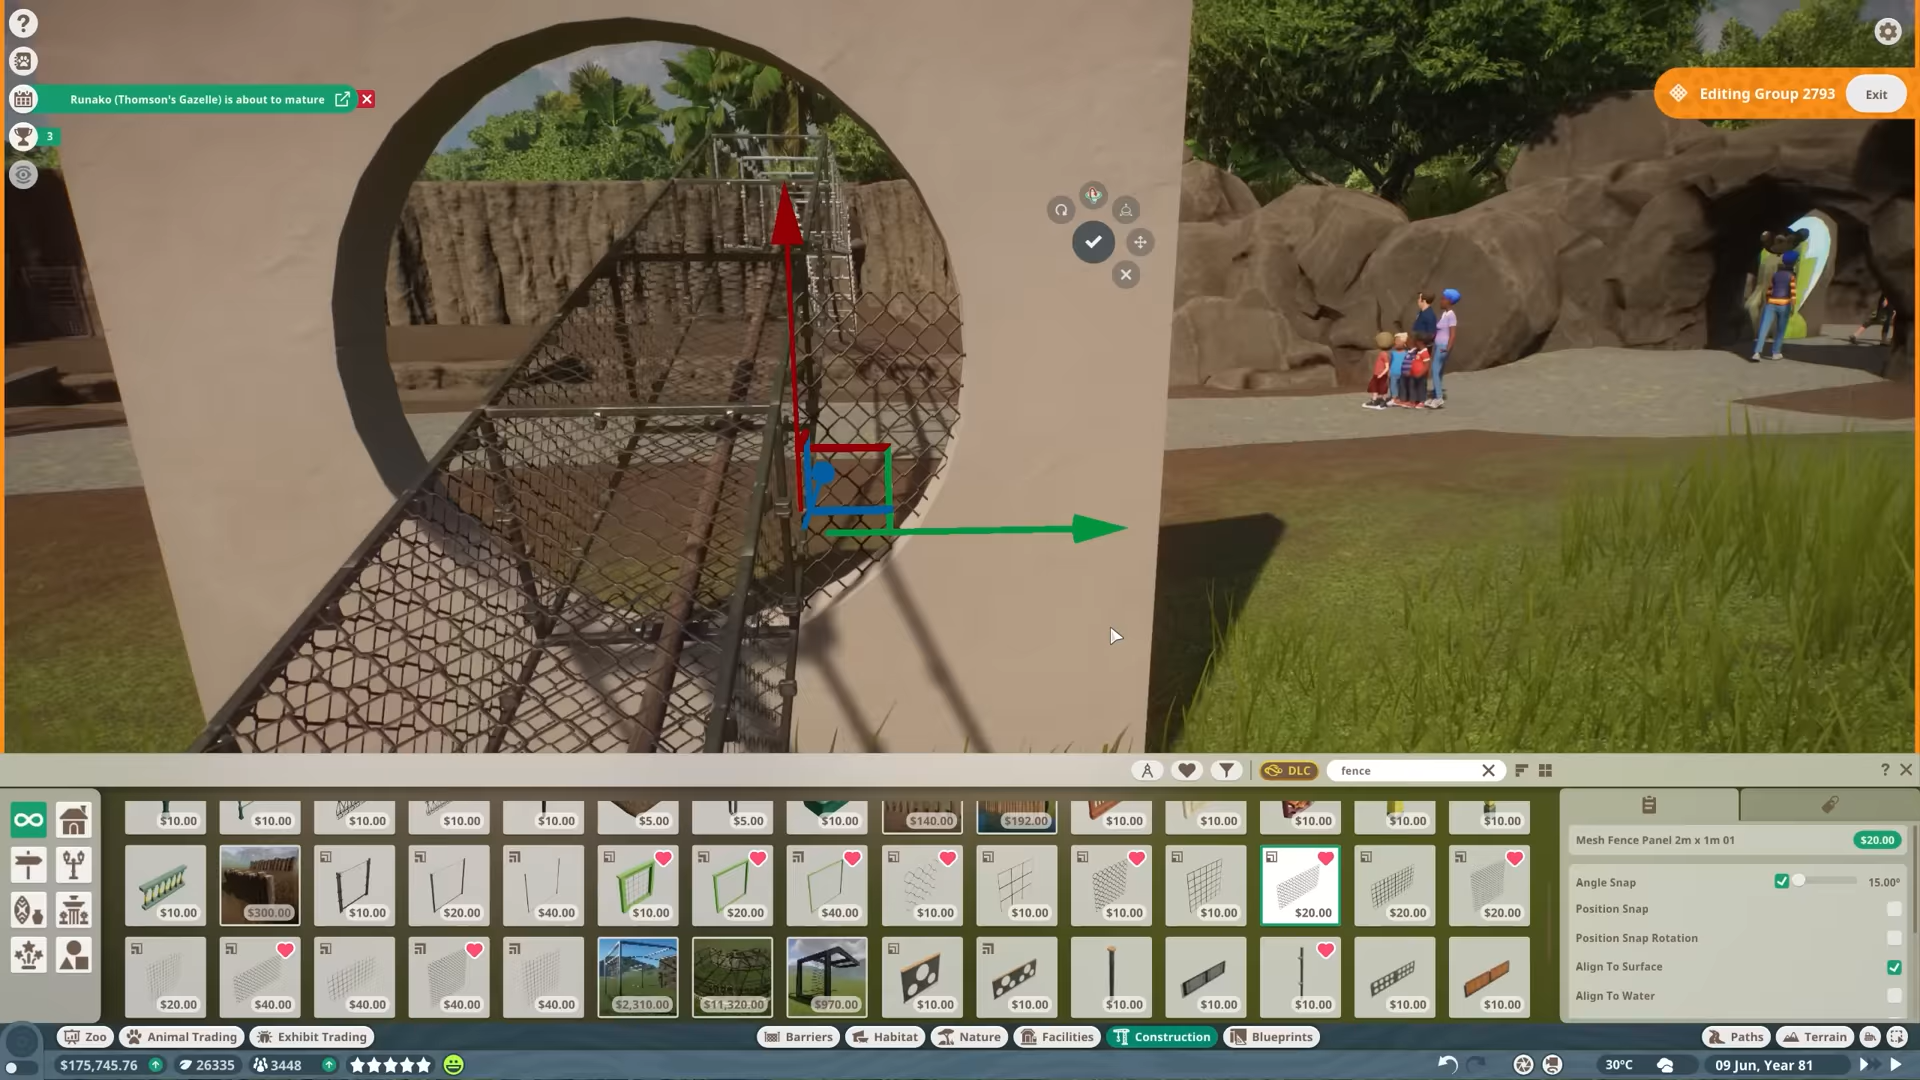 ?
Runako (Thomson's Gazelle) is about to mature
3
Editing Group 2793
Exit
DLC
fence
?
$10.00 $10.00 $10.00 $10.00 $10.00 $5.00 $5.00 $10.00 $140.00 $192.00 $10.00 $10.00 $10.00 $10.00 $10.00
$10.00 $300.00 $10.00 $20.00 $40.00 $10.00 $20.00 $40.00 $10.00 $10.00 $10.00 $10.00 $20.00 $20.00 $20.00
$20.00 $40.00 $40.00 $40.00 $40.00 $2,310.00 $11,320.00 $970.00 $10.00 $10.00 $10.00 $10.00 $10.00 $10.00 $10.00
Mesh Fence Panel 2m x 1m 01 $20.00
Angle Snap 15.00°
Position Snap
Position Snap Rotation
Align To Surface
Align To Water
Zoo Animal Trading Exhibit Trading Barriers Habitat Nature Facilities Construction Blueprints Paths Terrain
$175,745.76 26335 3448 30°C 09 Jun, Year 81